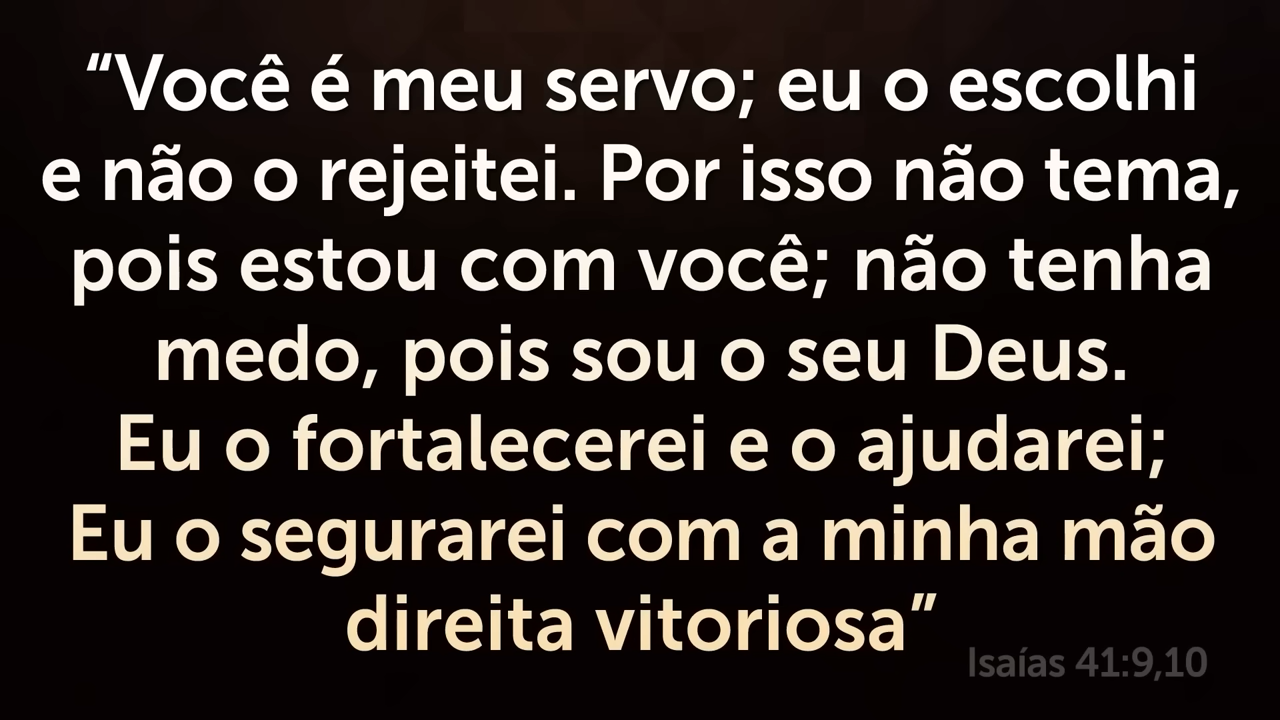 “Você é meu servo; eu o escolhi
e não o rejeitei. Por isso não tema,
pois estou com você; não tenha
medo, pois sou o seu Deus.
Eu o fortalecerei e o ajudarei;
Eu o segurarei com a minha mão
direita vitoriosa”
Isaías 41:9,10